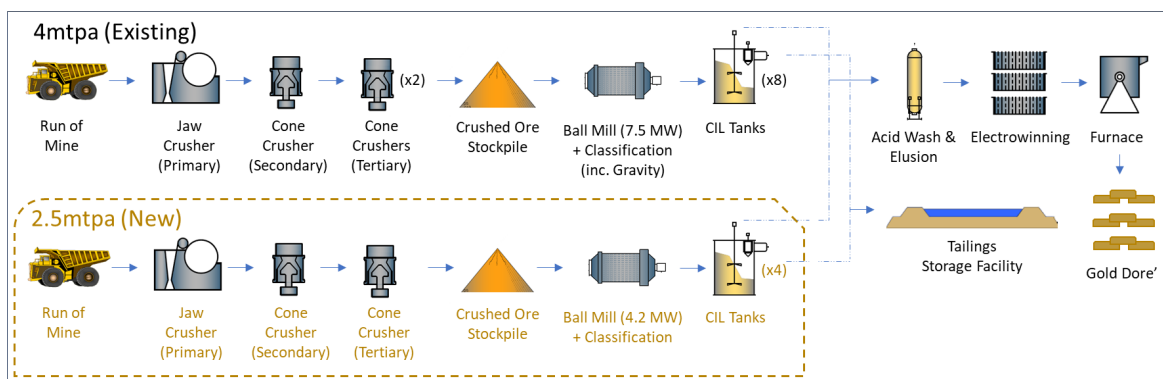 4mtpa (Existing)
(x2)
(x8)
Run of
Mine
Jaw
Crusher
(Primary)
Cone
Crusher
(Secondary)
Cone
Crushers
(Tertiary)
Crushed Ore
Stockpile
Ball Mill (7.5 MW)
+ Classification
(inc. Gravity)
CIL Tanks
Acid Wash &
Elusion
Electrowinning
Furnace
2.5mtpa (New)
(x4)
Run of
Mine
Jaw
Crusher
(Primary)
Cone
Crusher
(Secondary)
Cone
Crusher
(Tertiary)
Crushed Ore
Stockpile
Ball Mill (4.2 MW)
+ Classification
CIL Tanks
Tailings
Storage Facility
Gold Dore’